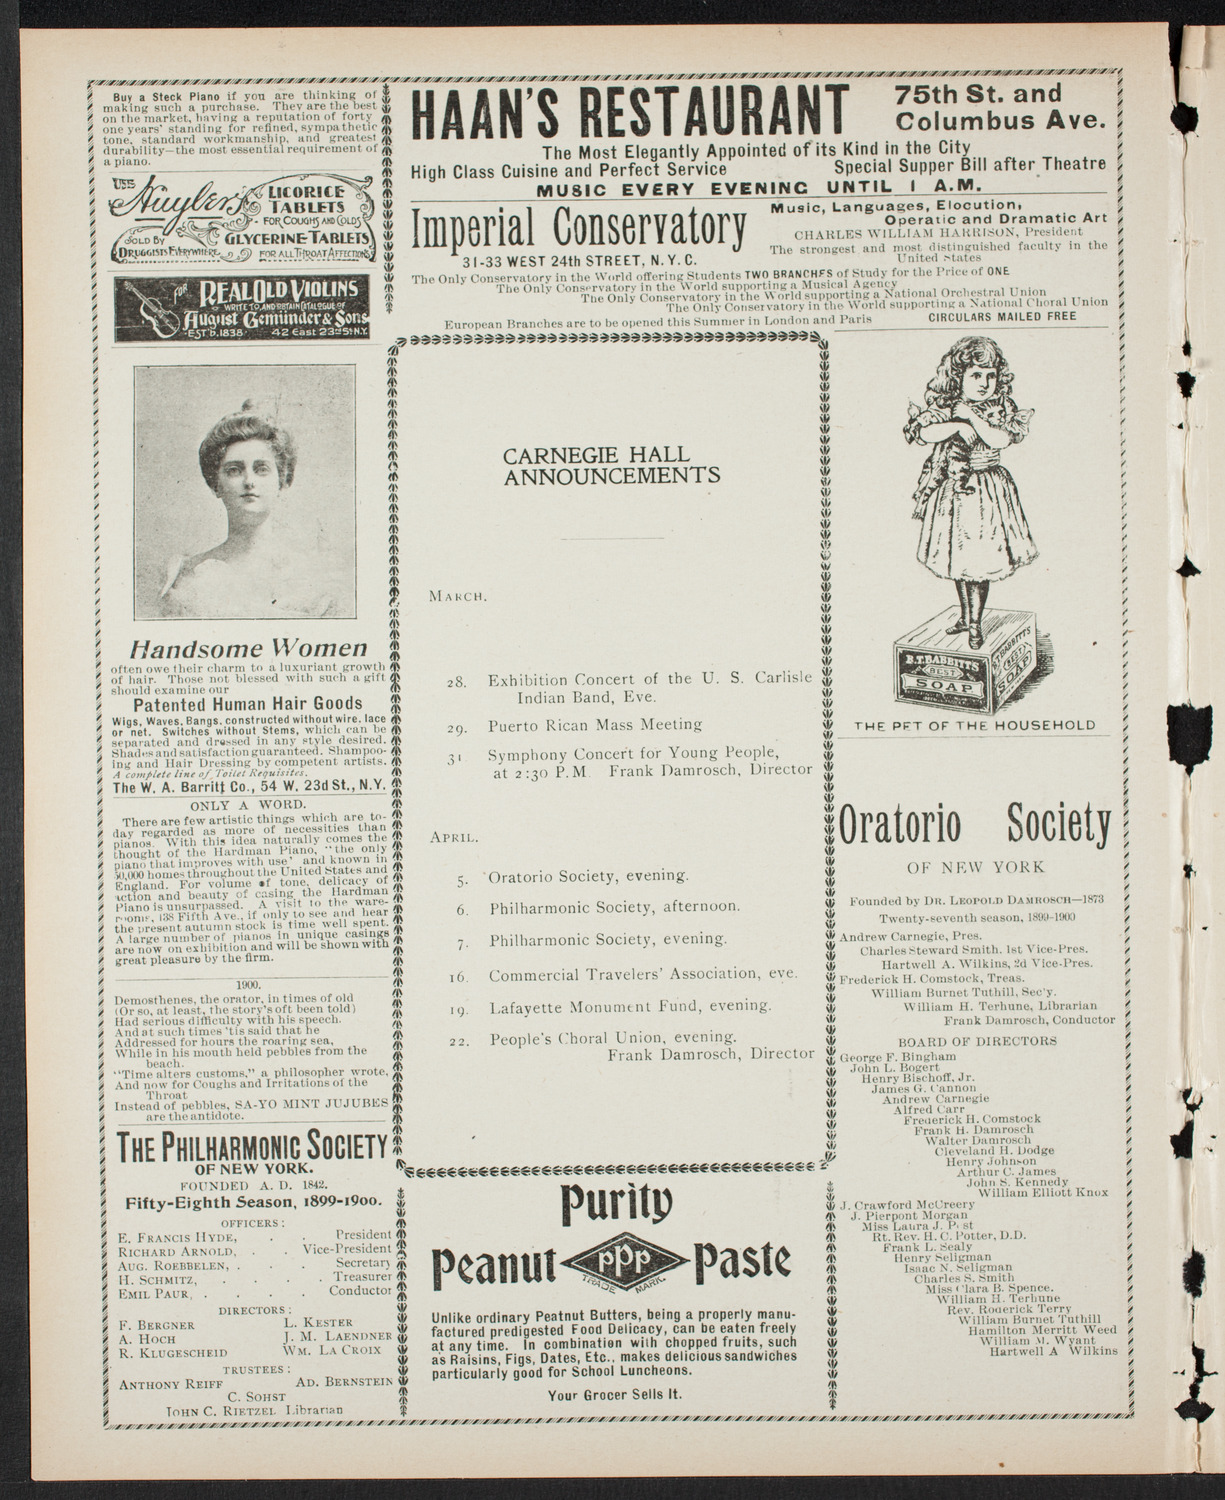 Buy a Steck Piano if you are thinking of
making such a purchase. They are the best
on the market, having a reputation of forty
one years' standing for refined, sympathetic
tone, standard workmanship, and greatest
durability—the most essential requirement of
a piano.
USE
Huyler's
LICORICE
TABLETS
FOR COUGHS AND COLDS
SOLD BY
DRUGGISTS EVERYWHERE
GLYCERINE TABLETS
FOR ALL THROAT AFFECTIONS
FOR REAL OLD VIOLINS
WRITE TO AND OBTAIN CATALOGUE OF
August Gemünder & Sons
EST'D. 1838. 42 East 23rd St. N.Y.
Handsome Women
often owe their charm to a luxuriant growth
of hair. Those not blessed with such a gift
should examine our
Patented Human Hair Goods
Wigs, Waves, Bangs, constructed without wire, lace
or net. Switches without Stems, which can be
separated and dressed in any style desired.
Shades and satisfaction guaranteed. Shampoo-
ing and Hair Dressing by competent artists.
A complete line of Toilet Requisites.
The W. A. Barritt Co., 54 W. 23d St., N.Y.
ONLY A WORD.
There are few artistic things which are to-
day regarded as more of necessities than
pianos. With this idea naturally comes the
thought of the Hardman Piano, "the only
piano that improves with use" and known in
50,000 homes throughout the United States and
England. For volume of tone, delicacy of
action and beauty of casing the Hardman
Piano is unsurpassed. A visit to the ware-
rooms, 138 Fifth Ave., if only to see and hear
the present autumn stock is time well spent.
A large number of pianos in unique casings
are now on exhibition and will be shown with
great pleasure by the firm.
1900.
Demosthenes, the orator, in times of old
(Or so, at least, the story's oft been told)
Had serious difficulty with his speech.
And at such times 'tis said that he
Addressed for hours the roaring sea,
While in his mouth held pebbles from the
beach.
"Time alters customs," a philosopher wrote,
And now for Coughs and Irritations of the
Throat
Instead of pebbles, SA-YO MINT JUJUBES
are the antidote.
THE PHILHARMONIC SOCIETY
OF NEW YORK.
FOUNDED A. D. 1842.
Fifty-Eighth Season, 1899-1900.
OFFICERS:
E. FRANCIS HYDE, . . President
RICHARD ARNOLD, . . Vice-President
AUG. ROEBBELEN, . . . Secretary
H. SCHMITZ, . . . . Treasurer
EMIL PAUR, . . . . Conductor
DIRECTORS:
F. BERGNER L. KESTER
A. HOCH J. M. LAENDNER
R. KLUGESCHEID WM. LA CROIX
TRUSTEES:
ANTHONY REIFF AD. BERNSTEIN
C. SOHST
JOHN C. RIETZEL Librarian
HAAN'S RESTAURANT 75th St. and
Columbus Ave.
The Most Elegantly Appointed of its Kind in the City
High Class Cuisine and Perfect Service Special Supper Bill after Theatre
MUSIC EVERY EVENING UNTIL 1 A.M.
Imperial Conservatory
31-33 WEST 24th STREET, N.Y.C.
Music, Languages, Elocution,
Operatic and Dramatic Art
CHARLES WILLIAM HARRISON, President
The strongest and most distinguished faculty in the
United States
The Only Conservatory in the World offering Students TWO BRANCHES of Study for the Price of ONE
The Only Conservatory in the World supporting a Musical Agency
The Only Conservatory in the World supporting a National Orchestral Union
The Only Conservatory in the World supporting a National Choral Union
European Branches are to be opened this Summer in London and Paris CIRCULARS MAILED FREE
CARNEGIE HALL
ANNOUNCEMENTS
MARCH.
28. Exhibition Concert of the U. S. Carlisle
Indian Band, Eve.
29. Puerto Rican Mass Meeting
31 Symphony Concert for Young People,
at 2:30 P.M. Frank Damrosch, Director
APRIL.
5. Oratorio Society, evening.
6. Philharmonic Society, afternoon.
7. Philharmonic Society, evening.
16. Commercial Travelers' Association, eve.
19. Lafayette Monument Fund, evening.
22. People's Choral Union, evening.
Frank Damrosch, Director
Purity
Peanut PPP Paste
TRADE MARK.
Unlike ordinary Peatnut Butters, being a properly manu-
factured predigested Food Delicacy, can be eaten freely
at any time. In combination with chopped fruits, such
as Raisins, Figs, Dates, Etc., makes delicious sandwiches
particularly good for School Luncheons.
Your Grocer Sells It.
B.T. BABBITT'S
BEST
SOAP
B.T. BABBITT'S
BEST
SOAP
THE PET OF THE HOUSEHOLD
Oratorio Society
OF NEW YORK
Founded by DR. LEOPOLD DAMROSCH—1873
Twenty-seventh season, 1899-1900
Andrew Carnegie, Pres.
Charles Steward Smith. 1st Vice-Pres.
Hartwell A. Wilkins, 2d Vice-Pres.
Frederick H. Comstock, Treas.
William Burnet Tuthill, Sec'y.
William H. Terhune, Librarian
Frank Damrosch, Conductor
BOARD OF DIRECTORS
George F. Bingham
John L. Bogert
Henry Bischoff, Jr.
James G. Cannon
Andrew Carnegie
Alfred Carr
Frederick H. Comstock
Frank H. Damrosch
Walter Damrosch
Cleveland H. Dodge
Henry Johnson
Arthur C. James
John S. Kennedy
William Elliott Knox
J. Crawford McCreery
J. Pierpont Morgan
Miss Laura J. Post
Rt. Rev. H. C. Potter, D.D.
Frank L. Sealy
Henry Seligman
Isaac N. Seligman
Charles S. Smith
Miss Clara B. Spence.
William H. Terhune
Rev. Roderick Terry
William Burnet Tuthill
Hamilton Merritt Weed
William M. Wyant
Hartwell A Wilkins